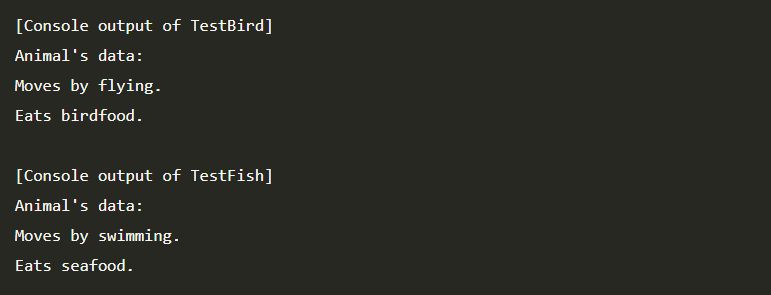 [Console output of TestBird]
Animal's data:
Moves by flying.
Eats birdfood.
[Console output of TestFish]
Animal's data:
Moves by swimming.
Eats seafood.